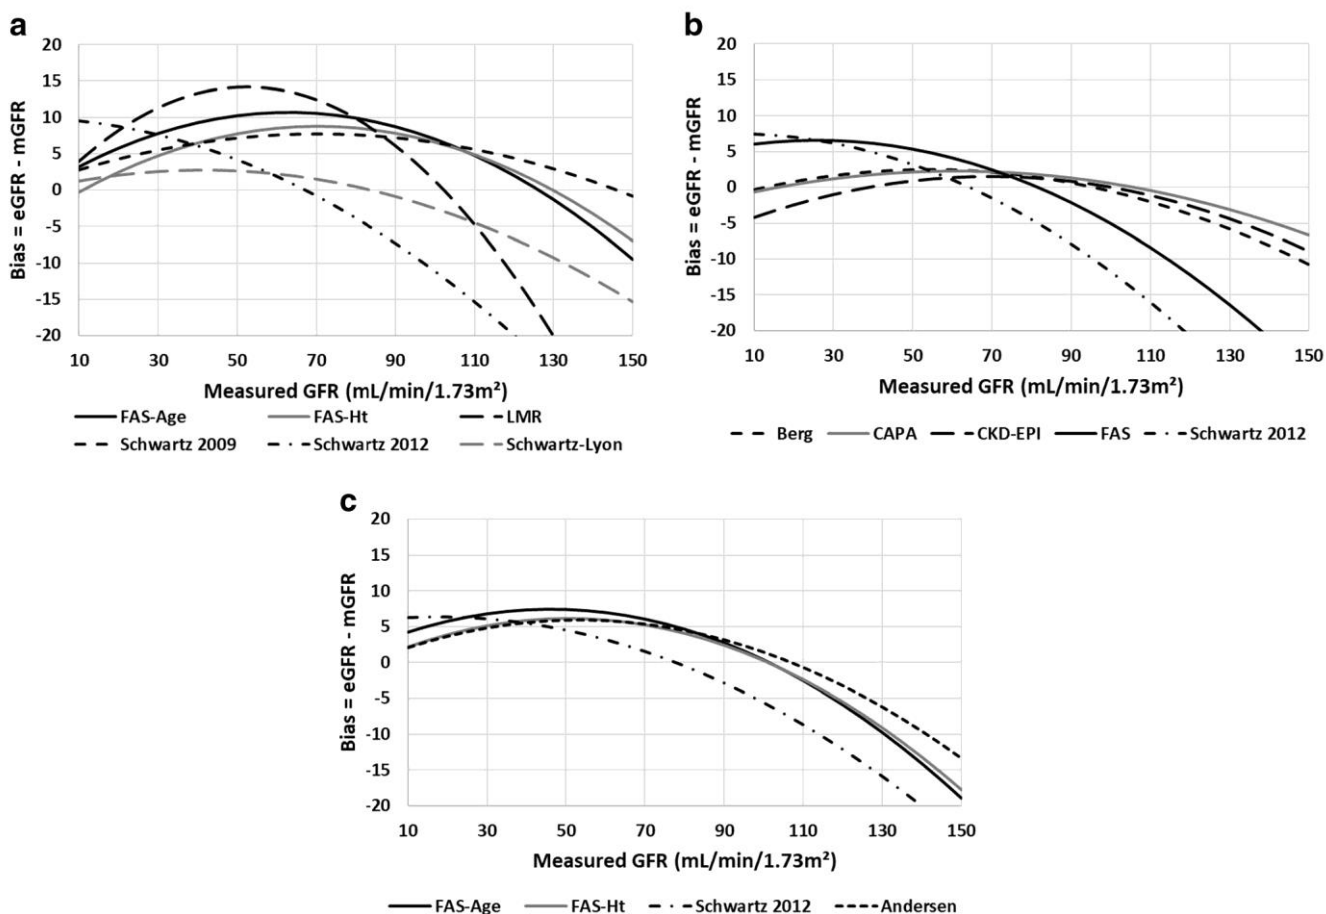 a
20
15
10
5
0
-5
-10
-15
-20
Bias = eGFR - mGFR
10 30 50 70 90 110 130 150
Measured GFR (mL/min/1.73m²)
FAS-Age FAS-Ht LMR
Schwartz 2009 Schwartz 2012 Schwartz-Lyon
b
20
15
10
5
0
-5
-10
-15
-20
Bias = eGFR - mGFR
10 30 50 70 90 110 130 150
Measured GFR (mL/min/1.73m²)
Berg CAPA CKD-EPI FAS Schwartz 2012
c
20
15
10
5
0
-5
-10
-15
-20
Bias = eGFR - mGFR
10 30 50 70 90 110 130 150
Measured GFR (mL/min/1.73m²)
FAS-Age FAS-Ht Schwartz 2012 Andersen